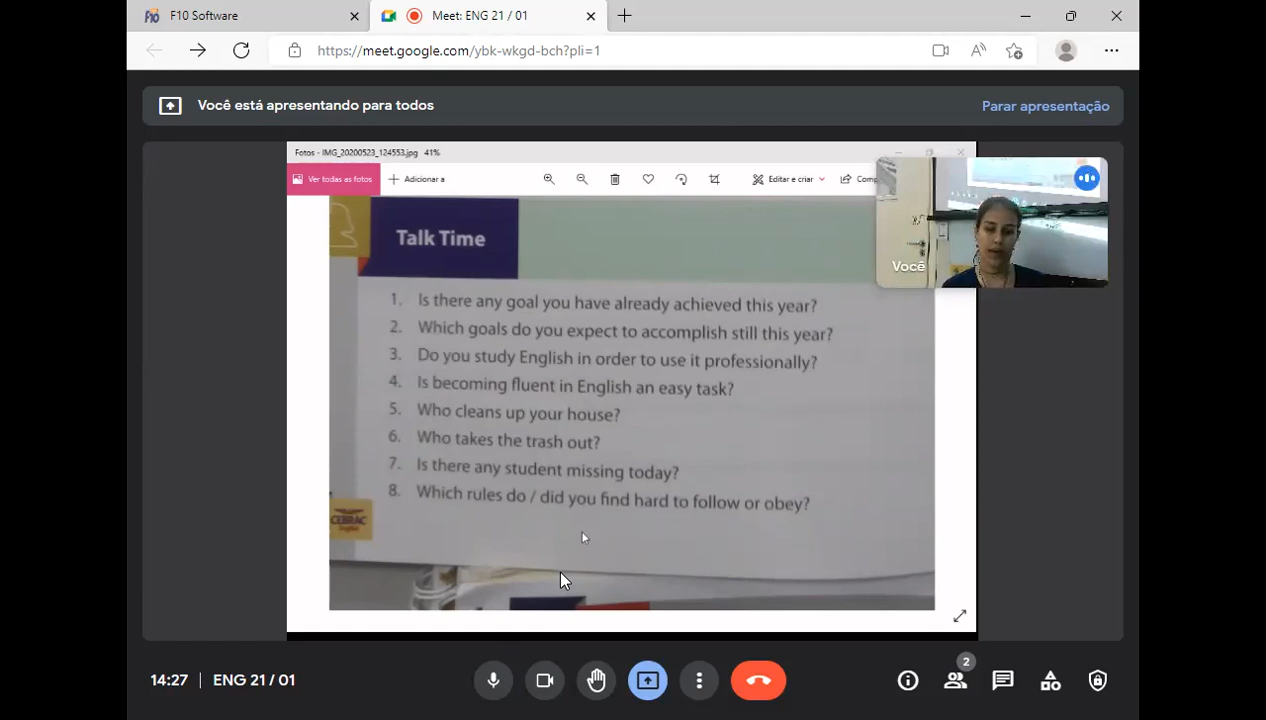 F10 Software
Meet: ENG 21 / 01
https://meet.google.com/ybk-wkgd-bch?pli=1
Você está apresentando para todos
Parar apresentação
Fotos - IMG_20200523_124553.jpg 41%
Ver todas as fotos
Adicionar a
Editar e criar
Comp
Você
Talk Time
1. Is there any goal you have already achieved this year?
2. Which goals do you expect to accomplish still this year?
3. Do you study English in order to use it professionally?
4. Is becoming fluent in English an easy task?
5. Who cleans up your house?
6. Who takes the trash out?
7. Is there any student missing today?
8. Which rules do / did you find hard to follow or obey?
CEBRAC
English
14:27
ENG 21 / 01
2